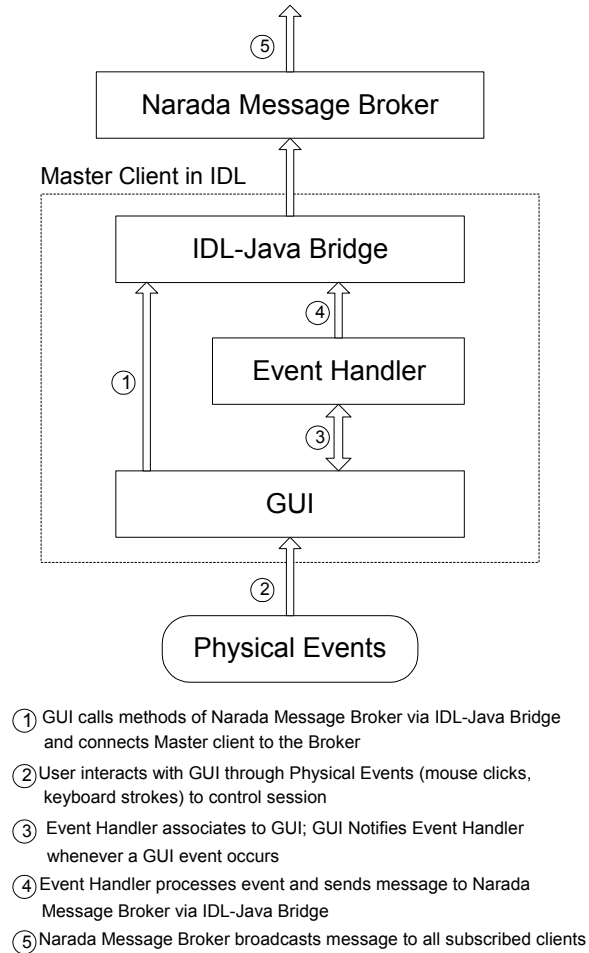 ⑤
Narada Message Broker
Master Client in IDL
IDL-Java Bridge
④
Event Handler
①
③
GUI
②
Physical Events
① GUI calls methods of Narada Message Broker via IDL-Java Bridge
and connects Master client to the Broker
② User interacts with GUI through Physical Events (mouse clicks,
keyboard strokes) to control session
③ Event Handler associates to GUI; GUI Notifies Event Handler
whenever a GUI event occurs
④ Event Handler processes event and sends message to Narada
Message Broker via IDL-Java Bridge
⑤ Narada Message Broker broadcasts message to all subscribed clients